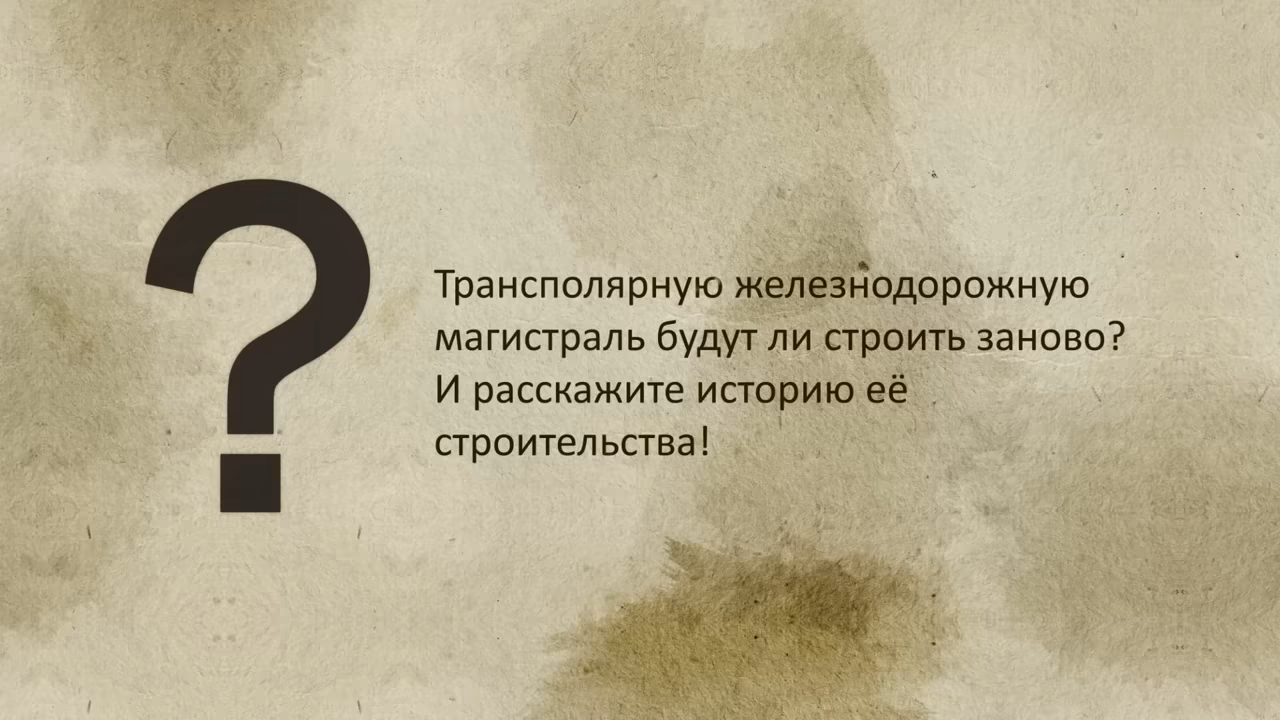 ?
Трансполярную железнодорожную
магистраль будут ли строить заново?
И расскажите историю её
строительства!